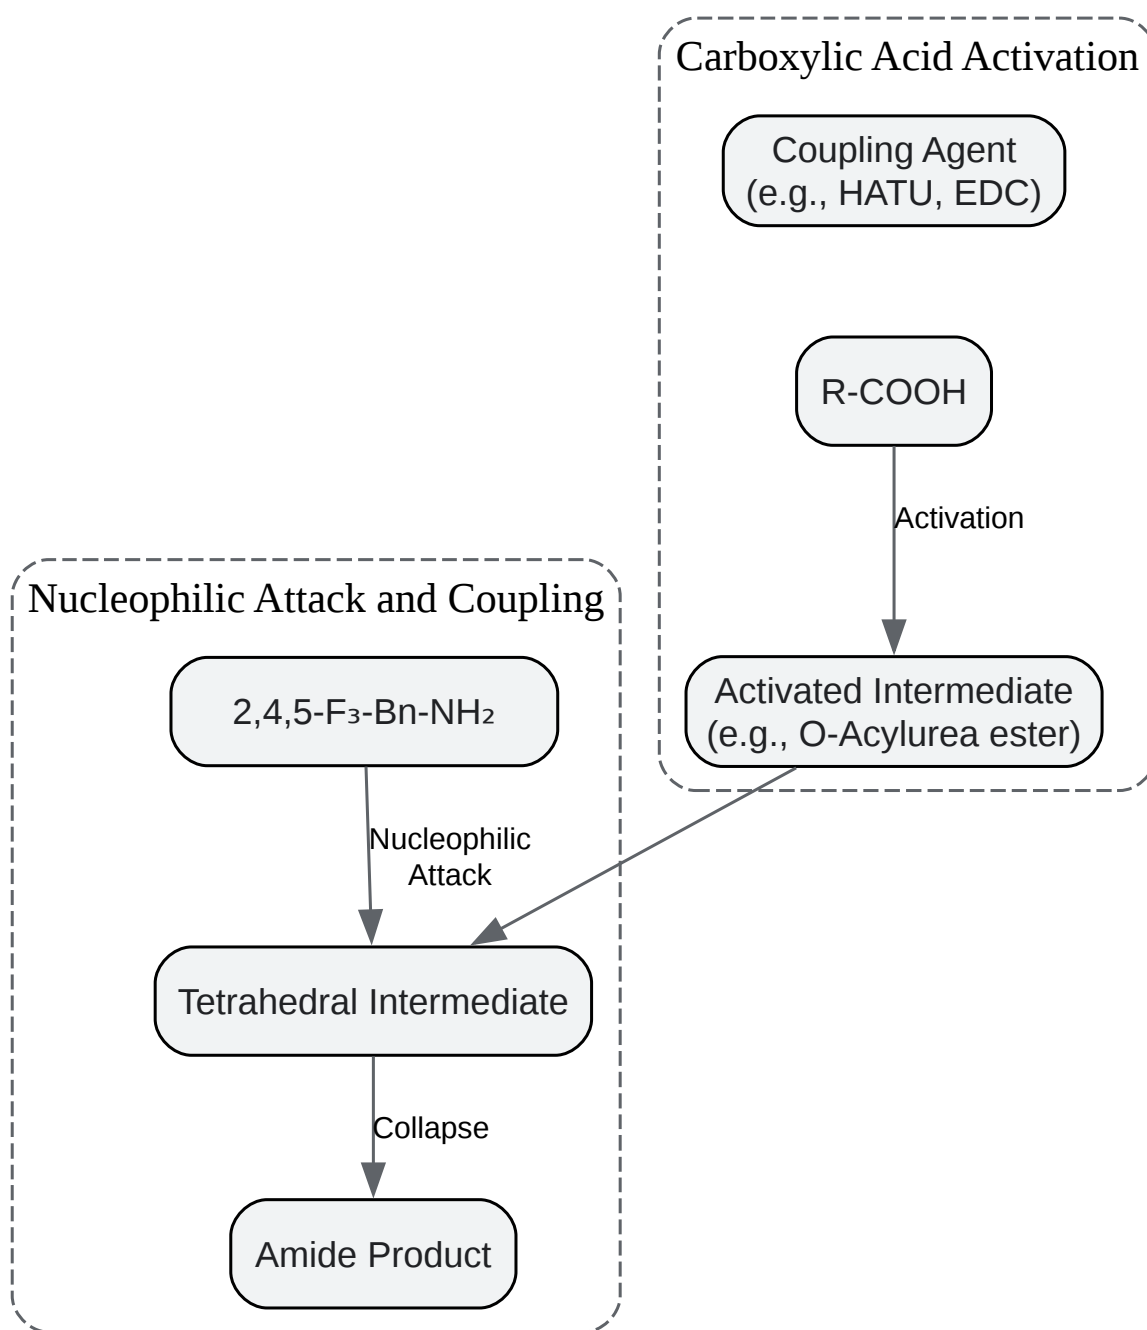 Carboxylic Acid Activation
Coupling Agent
(e.g., HATU, EDC)
R-COOH
Activation
Activated Intermediate
(e.g., O-Acylurea ester)
Nucleophilic Attack and Coupling
2,4,5-F₃-Bn-NH₂
Nucleophilic
Attack
Tetrahedral Intermediate
Collapse
Amide Product